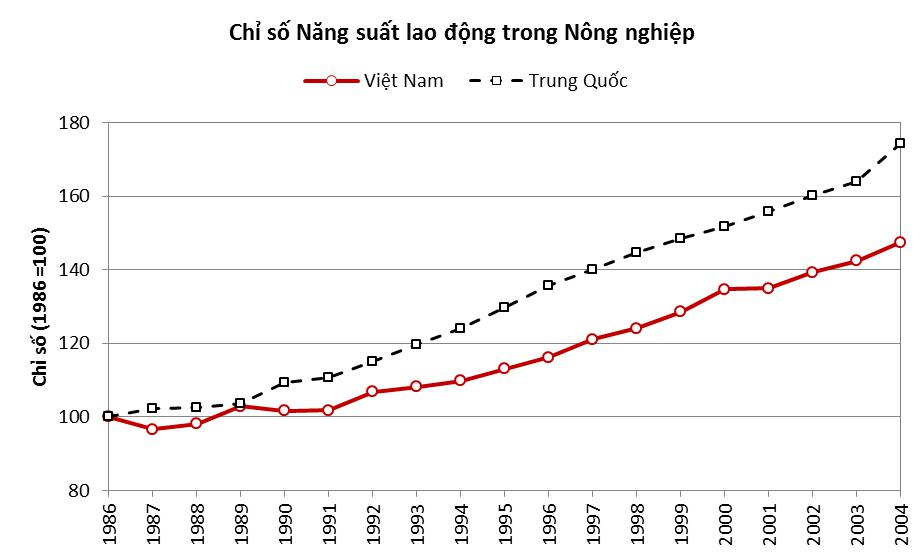 Chỉ số Năng suất lao động trong Nông nghiệp
Việt Nam Trung Quốc
Chỉ số (1986 =100)
180
160
140
120
100
80
1986 1987 1988 1989 1990 1991 1992 1993 1994 1995 1996 1997 1998 1999 2000 2001 2002 2003 2004